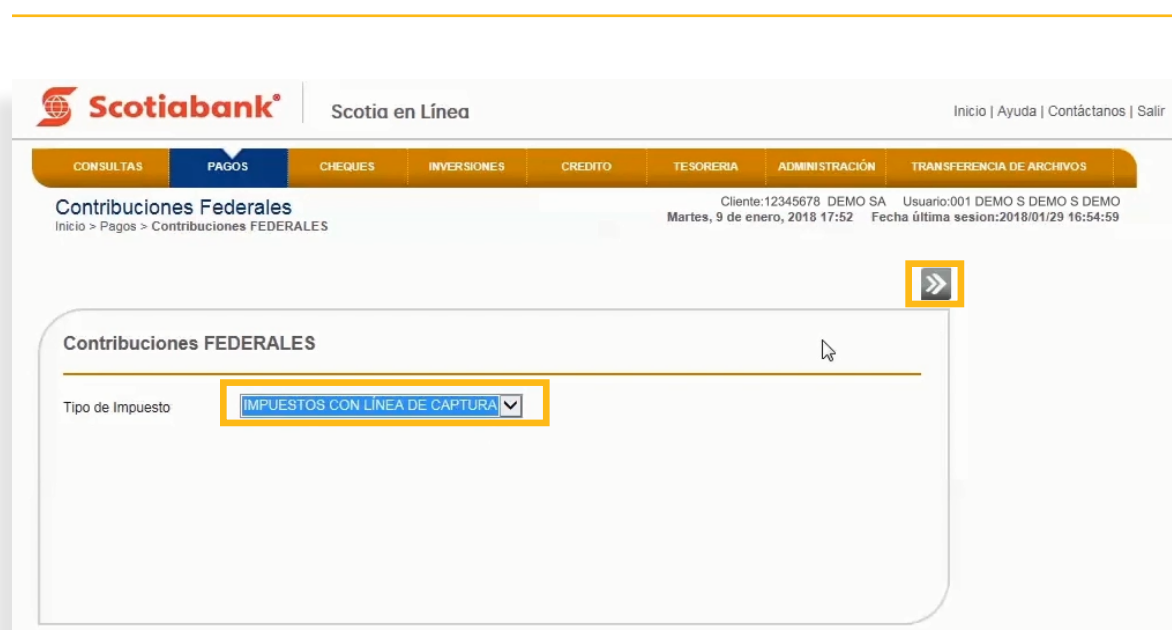 Scotiabank® Scotia en Línea Inicio | Ayuda | Contáctanos | Salir
CONSULTAS PAGOS CHEQUES INVERSIONES CREDITO TESORERIA ADMINISTRACIÓN TRANSFERENCIA DE ARCHIVOS
Contribuciones Federales Cliente:12345678 DEMO SA Usuario:001 DEMO S DEMO S DEMO
Inicio > Pagos > Contribuciones FEDERALES Martes, 9 de enero, 2018 17:52 Fecha última sesion:2018/01/29 16:54:59
Contribuciones FEDERALES
Tipo de Impuesto IMPUESTOS CON LÍNEA DE CAPTURA